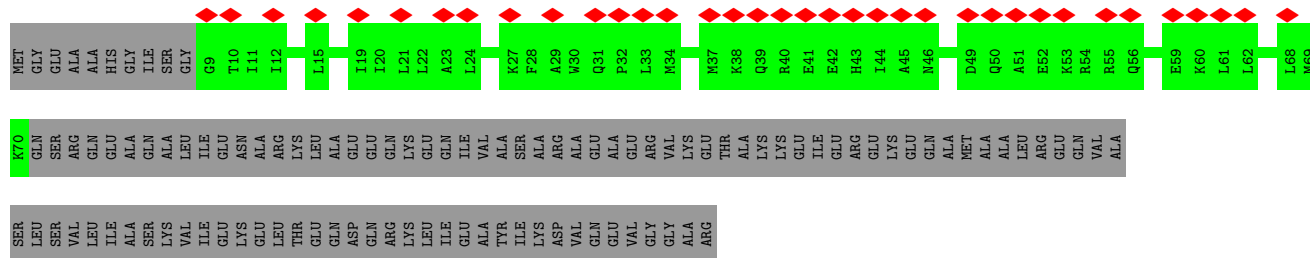 MET GLY GLU ALA ALA HIS GLY ILE SER GLY G9 T10 I11 I12 L15 I19 I20 L21 L22 A23 L24 K27 F28 A29 W30 Q31 P32 L33 M34 M37 K38 Q39 R40 E41 E42 H43 I44 A45 N46 D49 Q50 A51 E52 K53 R54 R55 Q56 E59 K60 L61 L62 L68 M69
K70 GLN SER ARG GLN GLU ALA GLN ALA LEU ILE GLU ASN ALA ARG LYS LEU ALA GLU GLU GLN LYS GLU GLN ILE VAL ALA SER ALA ARG ALA GLU ALA GLU ARG VAL LYS GLU THR ALA LYS LYS GLU ILE GLU ARG GLU LYS GLU GLN ALA MET ALA ALA LEU ARG GLU GLN VAL ALA
SER LEU SER VAL LEU ILE ALA SER LYS VAL ILE GLU LYS GLU LEU THR GLU GLN ASP GLN ARG LYS LEU ILE GLU ALA TYR ILE LYS ASP VAL GLN GLU VAL GLY GLY ALA ARG